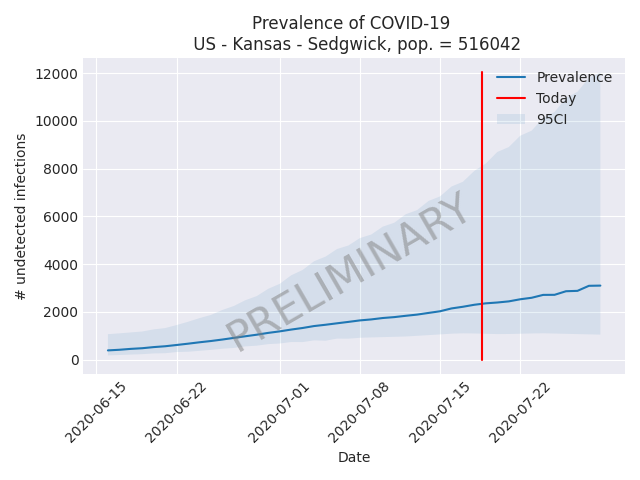 Prevalence of COVID-19
US - Kansas - Sedgwick, pop. = 516042
12000
10000
8000
6000
4000
2000
0
# undetected infections
Prevalence
Today
95CI
PRELIMINARY
2020-06-15
2020-06-22
2020-07-01
2020-07-08
2020-07-15
2020-07-22
Date